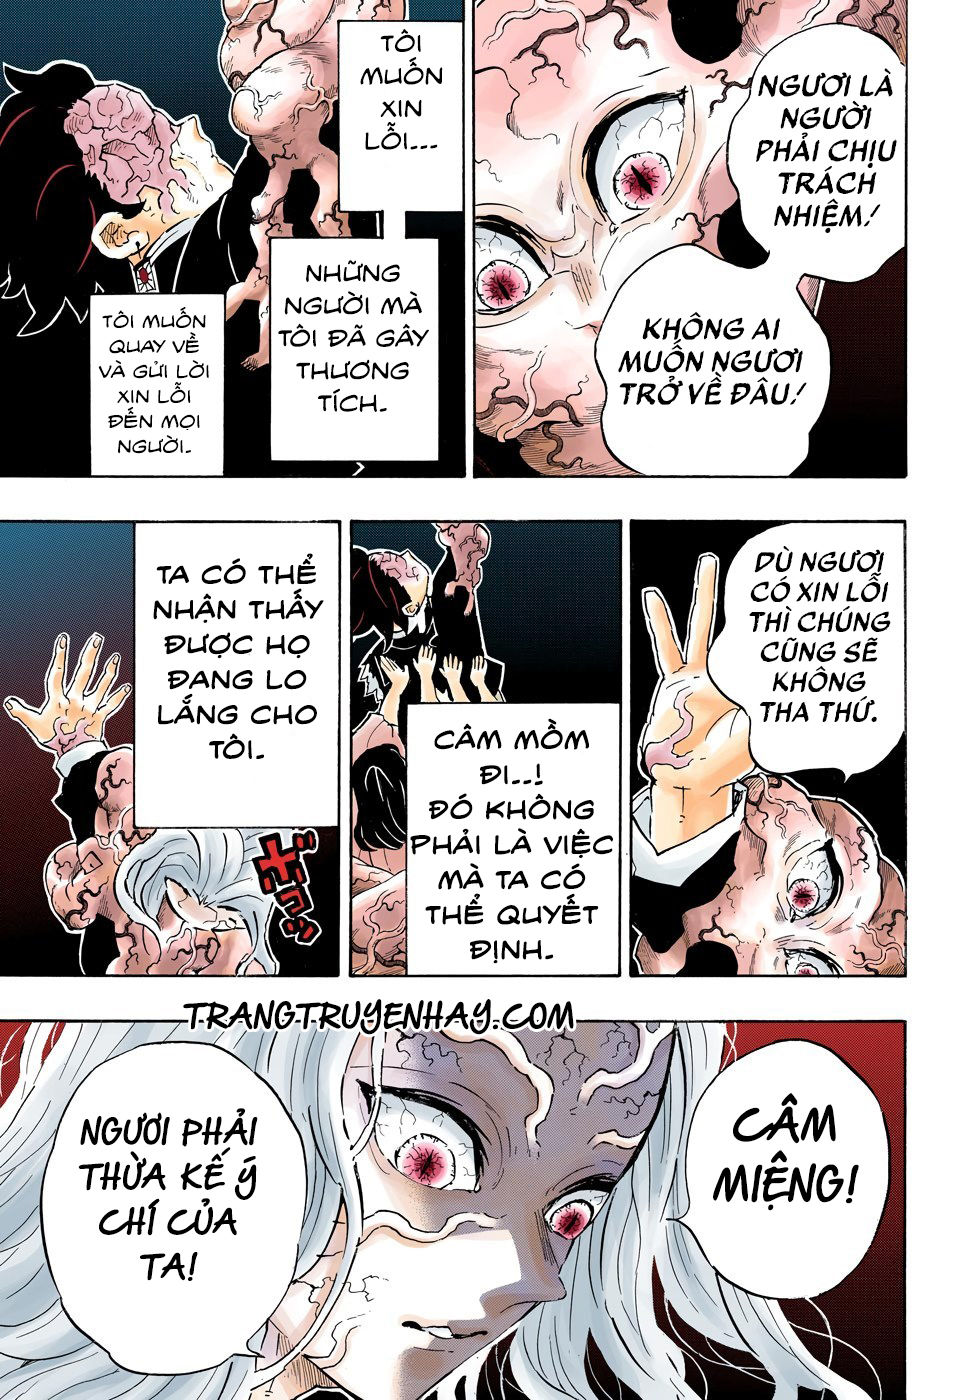 NGƯƠI LÀ
NGƯỜI
PHẢI CHỊU
TRÁCH
NHIỆM!
KHÔNG AI
MUỐN NGƯƠI
TRỞ VỀ ĐÂU!
TÔI
MUỐN
XIN
LỖI...
NHỮNG
NGƯỜI MÀ
TÔI ĐÃ GÂY
THƯƠNG
TÍCH.
TÔI MUỐN
QUAY VỀ
VÀ GỬI LỜI
XIN LỖI
ĐẾN MỌI
NGƯỜI.
DÙ NGƯƠI
CÓ XIN LỖI
THÌ CHÚNG
CŨNG SẼ
KHÔNG
THA THỨ.
CÂM MỒM
ĐI..!
ĐÓ KHÔNG
PHẢI LÀ VIỆC
MÀ TA CÓ
THỂ QUYẾT
ĐỊNH.
TA CÓ THỂ
NHẬN THẤY
ĐƯỢC HỌ
ĐANG LO
LẮNG CHO
TÔI.
TRANGTRUYENHAY.COM
CÂM
MIỆNG!
NGƯƠI PHẢI
THỪA KẾ Ý
CHÍ CỦA
TA!